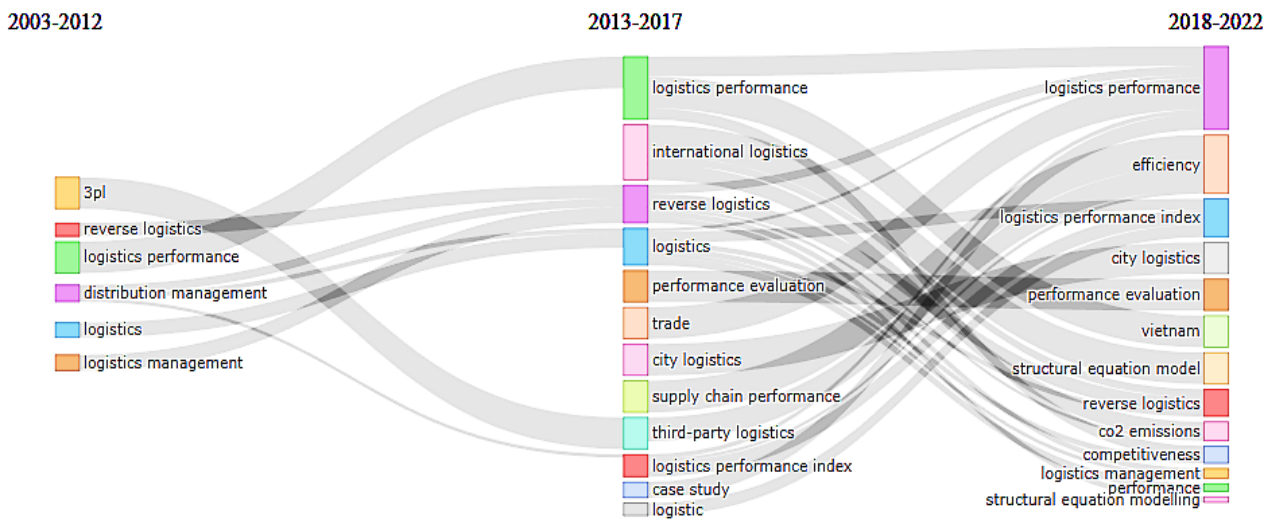 2003-2012
2013-2017
2018-2022
3pl
reverse logistics
logistics performance
distribution management
logistics
logistics management
logistics performance
international logistics
reverse logistics
logistics
performance evaluation
trade
city logistics
supply chain performance
third-party logistics
logistics performance index
case study
logistic
logistics performance
efficiency
logistics performance index
city logistics
performance evaluation
vietnam
structural equation model
reverse logistics
co2 emissions
competitiveness
logistics management
performance
structural equation modelling